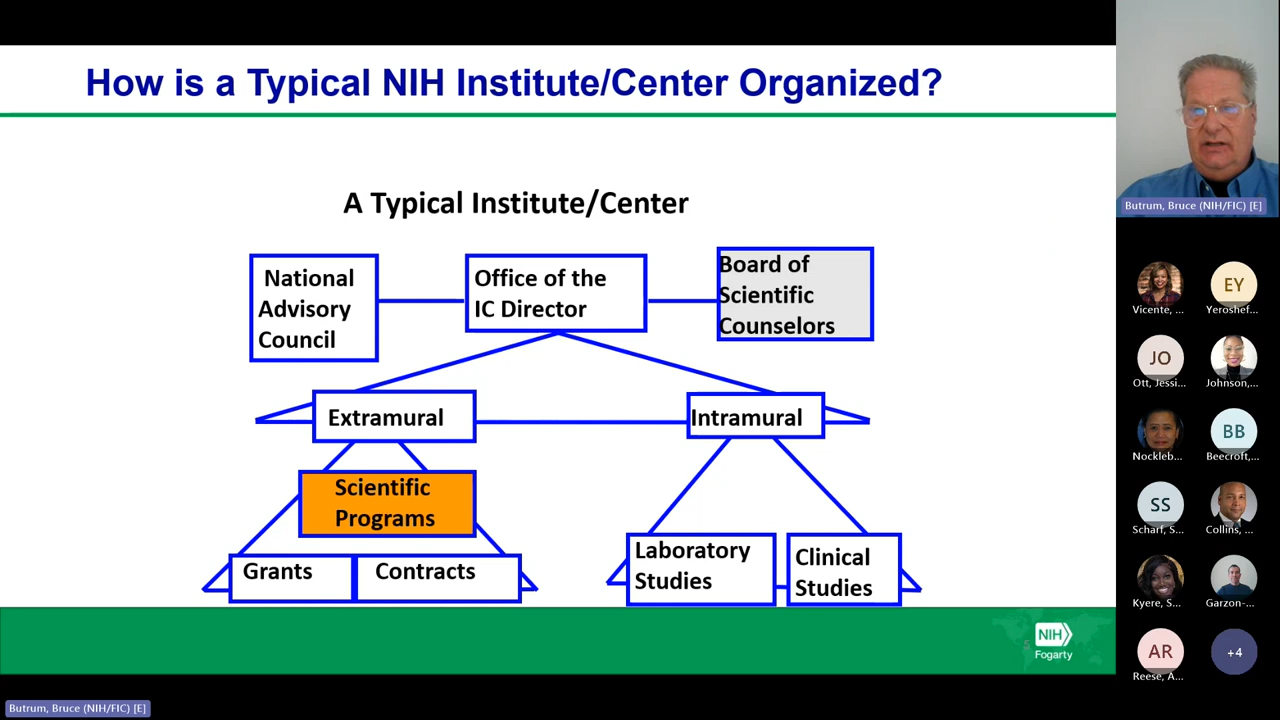 How is a Typical NIH Institute/Center Organized?
A Typical Institute/Center
National
Advisory
Council
Office of the
IC Director
Board of
Scientific
Counselors
Extramural
Intramural
Scientific
Programs
Grants
Contracts
Laboratory
Studies
Clinical
Studies
5
NIH
Fogarty
Butrum, Bruce (NIH/FIC) [E]
Vicente, ...
EY
Yeroshef...
JO
Ott, Jessi...
Johnson,...
Nockleb...
BB
Beecroft,...
SS
Scharf, S...
Collins, ...
Kyere, S...
Garzon-...
AR
Reese, A...
+4
Butrum, Bruce (NIH/FIC) [E]